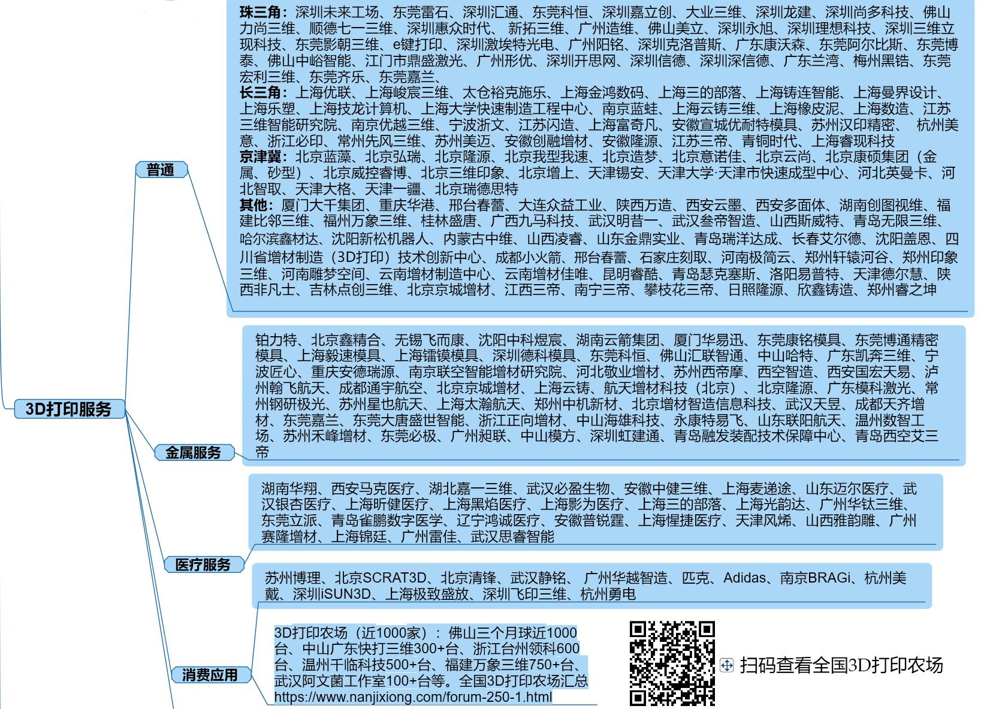 珠三角：深圳未来工场、东莞雷石、深圳汇通、东莞科恒、深圳嘉立创、大业三维、深圳龙建、深圳尚多科技、佛山
力尚三维、顺德七一三维、深圳惠众时代、 新拓三维、广州造维、佛山美立、深圳永旭、深圳理想科技、深圳三维立
现科技、东莞影朝三维、e键打印、深圳激埃特光电、广州阳铭、深圳克洛普斯、广东康沃森、东莞阿尔比斯、东莞博
泰、佛山中峪智能、江门市鼎盛激光、广州形优、深圳开思网、深圳信德、深圳深信德、广东兰湾、梅州黑锆、东莞
宏利三维、东莞齐乐、东莞嘉兰、
长三角：上海优联、上海峻宸三维、太仓裕克施乐、上海金鸿数码、上海三的部落、上海铸连智能、上海曼界设计、
上海乐塑、上海技龙计算机、上海大学快速制造工程中心、南京蓝蛙、上海云铸三维、上海橡皮泥、上海数造、江苏
三维智能研究院、南京优越三维、宁波浙文、江苏闪造、上海富奇凡、安徽宣城优耐特模具、苏州汉印精密、 杭州美
意、浙江必印、常州先风三维、苏州美迈、安徽创融增材、安徽隆源、江苏三帝、青铜时代、上海睿现科技
京津冀：北京蓝藻、北京弘瑞、北京隆源、北京我型我速、北京造梦、北京意诺佳、北京云尚、北京康硕集团（金
属、砂型）、北京威控睿博、北京三维印象、北京增上、天津锡安、天津大学·天津市快速成型中心、河北英曼卡、河
北智取、天津大格、天津一疆、北京瑞德思特
其他：厦门大千集团、重庆华港、邢台春蕾、大连众益工业、陕西万造、西安云墨、西安多面体、湖南创图视维、福
建比邻三维、福州万象三维、桂林盛唐、广西九马科技、武汉明昔一、武汉叁帝智造、山西斯威特、青岛无限三维、
哈尔滨鑫材达、沈阳新松机器人、内蒙古中维、山西凌睿、山东金鼎实业、青岛瑞洋达成、长春艾尔德、沈阳盖恩、四
川省增材制造（3D打印）技术创新中心、成都小火箭、邢台春蕾、石家庄刻取、河南极简云、郑州轩辕河谷、郑州印象
三维、河南雕梦空间、云南增材制造中心、云南增材佳唯、昆明睿酷、青岛瑟克塞斯、洛阳易普特、天津德尔慧、陕
西非凡士、吉林点创三维、北京京城增材、江西三帝、南宁三帝、攀枝花三帝、日照隆源、欣鑫铸造、郑州睿之坤
普通
铂力特、北京鑫精合、无锡飞而康、沈阳中科煜宸、湖南云箭集团、厦门华易迅、东莞康铭模具、东莞博通精密
模具、上海毅速模具、上海镭镆模具、深圳德科模具、东莞科恒、佛山汇联智通、中山哈特、广东凯奔三维、宁
波匠心、重庆安德瑞源、南京联空智能增材研究院、河北敬业增材、苏州西帝摩、西空智造、西安国宏天易、泸
州翰飞航天、成都通宇航空、北京京城增材、上海云铸、航天增材科技（北京）、北京隆源、广东模科激光、常
州钢研极光、苏州星也航天、上海太瀚航天、郑州中机新材、北京增材智造信息科技、武汉天昱、成都天齐增
材、东莞嘉兰、东莞大唐盛世智能、浙江正向增材、中山海雄科技、永康特易飞、山东联阳航天、温州数智工
场、苏州禾峰增材、东莞必极、广州昶联、中山模方、深圳虹建通、青岛融发装配技术保障中心、青岛西空艾三
帝
3D打印服务
金属服务
湖南华翔、西安马克医疗、湖北嘉一三维、武汉必盈生物、安徽中健三维、上海麦递途、山东迈尔医疗、武
汉银杏医疗、上海昕健医疗、上海黑焰医疗、上海影为医疗、上海三的部落、上海光韵达、广州华钛三维、
东莞立派、青岛雀鹏数字医学、辽宁鸿诚医疗、安徽普锐霆、上海惺捷医疗、天津风烯、山西雅韵雕、广州
赛隆增材、上海锦廷、广州雷佳、武汉思睿智能
医疗服务
苏州博理、北京SCRAT3D、北京清锋、武汉静铭、 广州华越智造、匹克、Adidas、南京BRAGi、杭州美
戴、深圳iSUN3D、上海极致盛放、深圳飞印三维、杭州勇电
3D打印农场（近1000家）：佛山三个月球近1000
台、中山广东快打三维300+台、浙江台州领科600
台、温州千临科技500+台、福建万象三维750+台、
武汉阿文菌工作室100+台等。全国3D打印农场汇总
https://www.nanjixiong.com/forum-250-1.html
扫码查看全国3D打印农场
消费应用